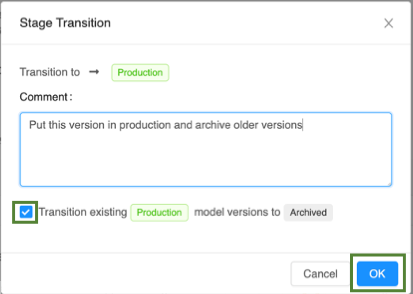 Stage Transition
Transition to → Production
Comment:
Put this version in production and archive older versions
Transition existing Production model versions to Archived
Cancel OK